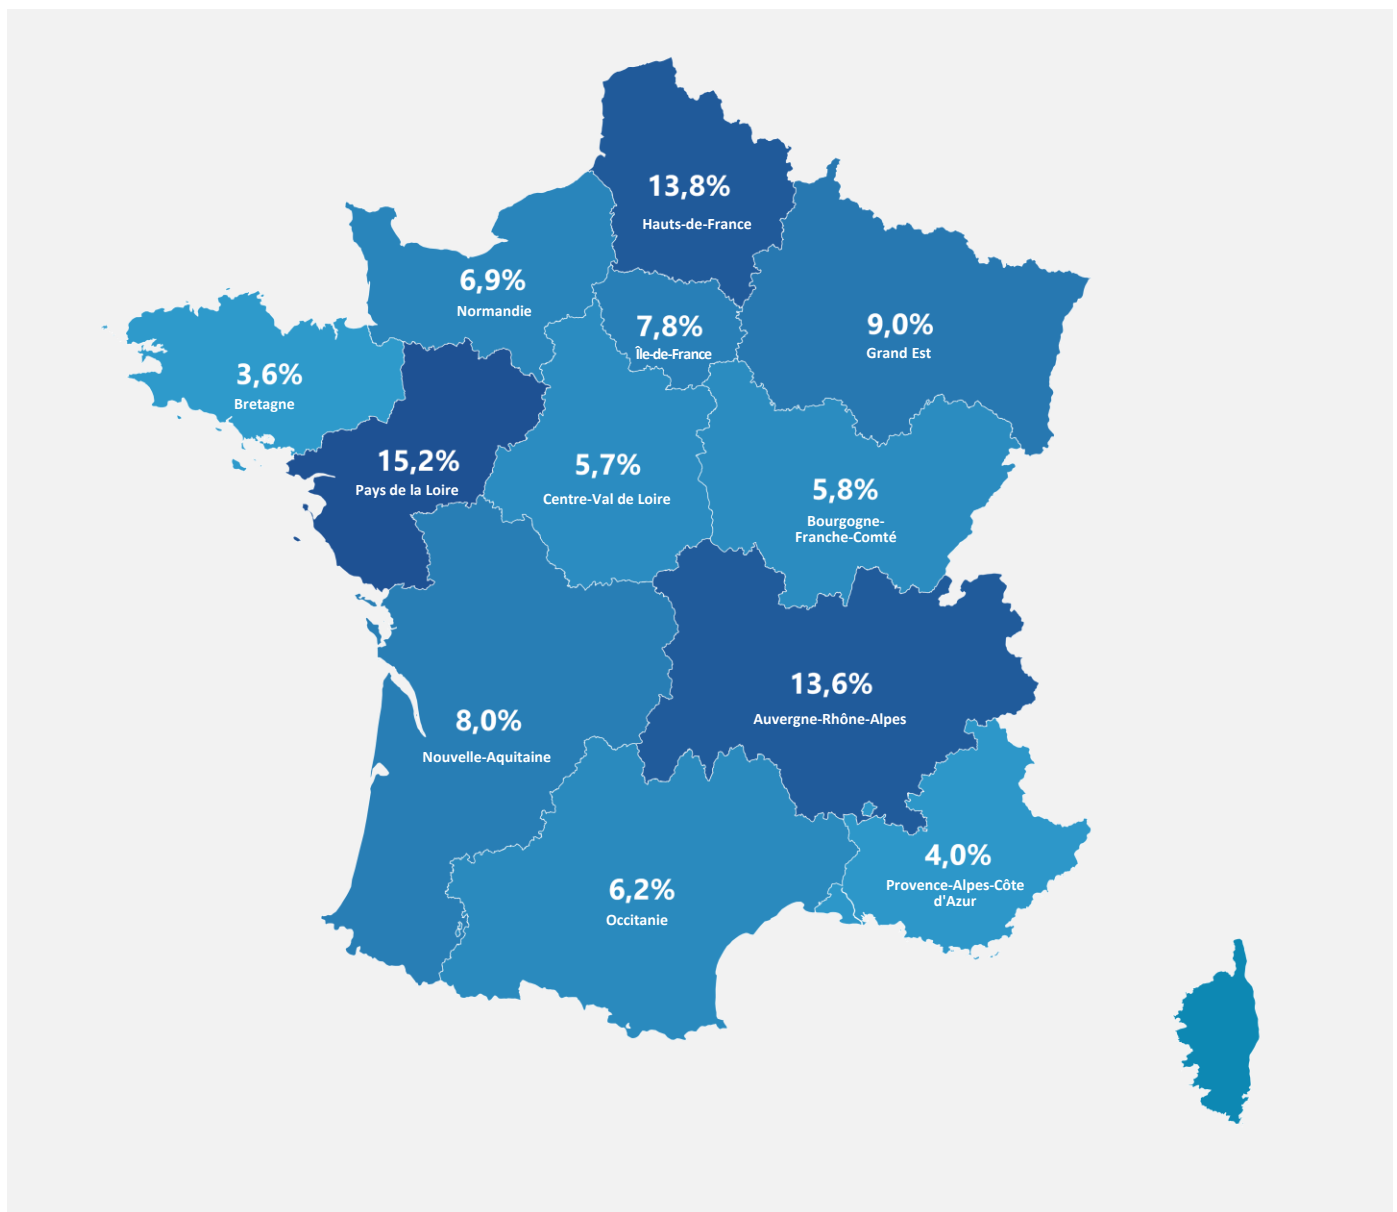 13,8%
Hauts-de-France
6,9%
Normandie
7,8%
Île-de-France
9,0%
Grand Est
3,6%
Bretagne
15,2%
Pays de la Loire
5,7%
Centre-Val de Loire
5,8%
Bourgogne-
Franche-Comté
13,6%
Auvergne-Rhône-Alpes
8,0%
Nouvelle-Aquitaine
4,0%
Provence-Alpes-Côte
d'Azur
6,2%
Occitanie